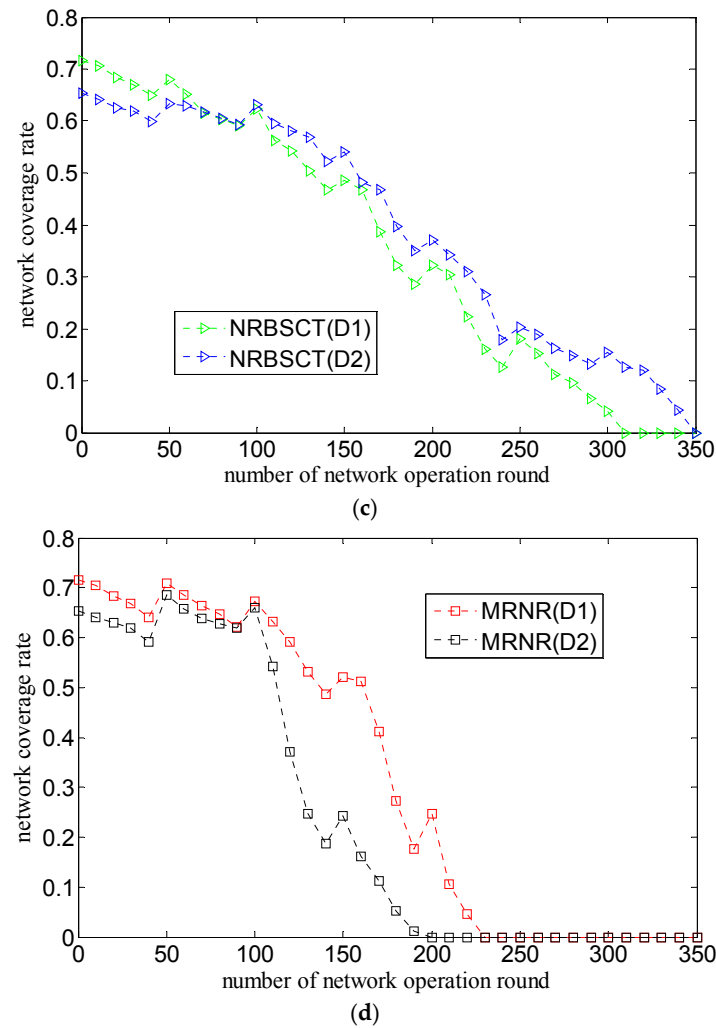 0.8
0.7
0.6
0.5
0.4
0.3
0.2
0.1
0
network coverage rate
NRBSCT(D1)
NRBSCT(D2)
0 50 100 150 200 250 300 350
number of network operation round
(c)
0.8
0.7
0.6
0.5
0.4
0.3
0.2
0.1
0
network coverage rate
MRNR(D1)
MRNR(D2)
0 50 100 150 200 250 300 350
number of network operation round
(d)